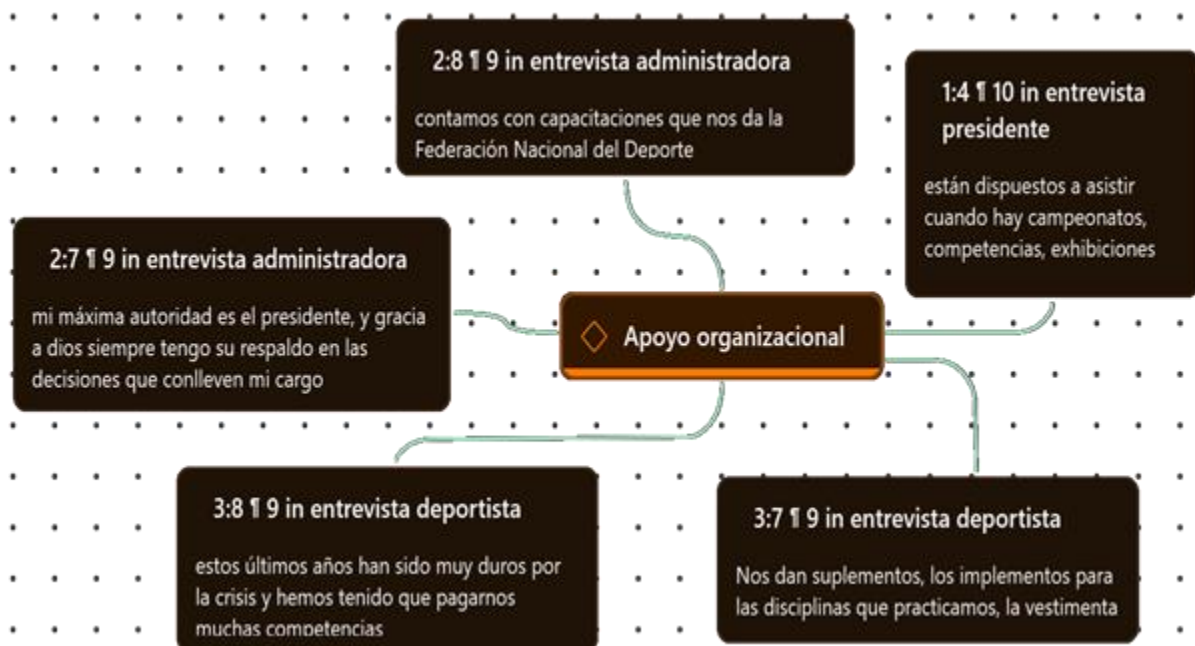 2:8 ¶ 9 in entrevista administradora
contamos con capacitaciones que nos da la
Federación Nacional del Deporte
1:4 ¶ 10 in entrevista
presidente
están dispuestos a asistir
cuando hay campeonatos,
competencias, exhibiciones
2:7 ¶ 9 in entrevista administradora
mi máxima autoridad es el presidente, y gracia
a dios siempre tengo su respaldo en las
decisiones que conlleven mi cargo
Apoyo organizacional
3:8 ¶ 9 in entrevista deportista
estos últimos años han sido muy duros por
la crisis y hemos tenido que pagarnos
muchas competencias
3:7 ¶ 9 in entrevista deportista
Nos dan suplementos, los implementos para
las disciplinas que practicamos, la vestimenta